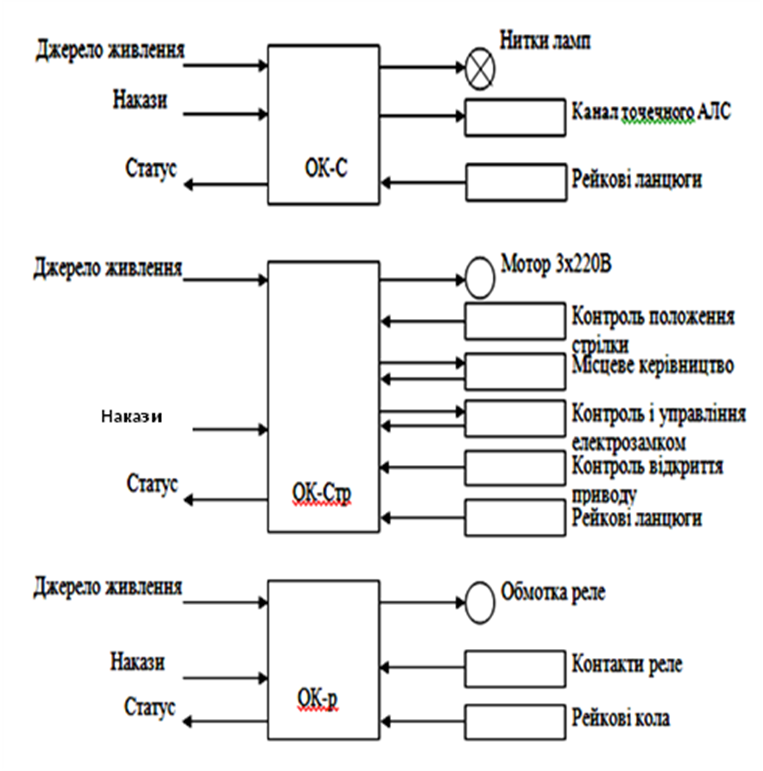 Нитки ламп
Джерело живлення
Накази
Канал точечного АЛС
Статус
ОК-С
Рейкові ланцюги
Джерело живлення
Мотор 3х220В
Контроль положення
стрілки
Місцеве керівництво
Накази
Контроль і управління
електрозамком
Контроль відкриття
приводу
Статус
ОК-Стр
Рейкові ланцюги
Джерело живлення
Обмотка реле
Накази
Контакти реле
ОК-р
Статус
Рейкові кола